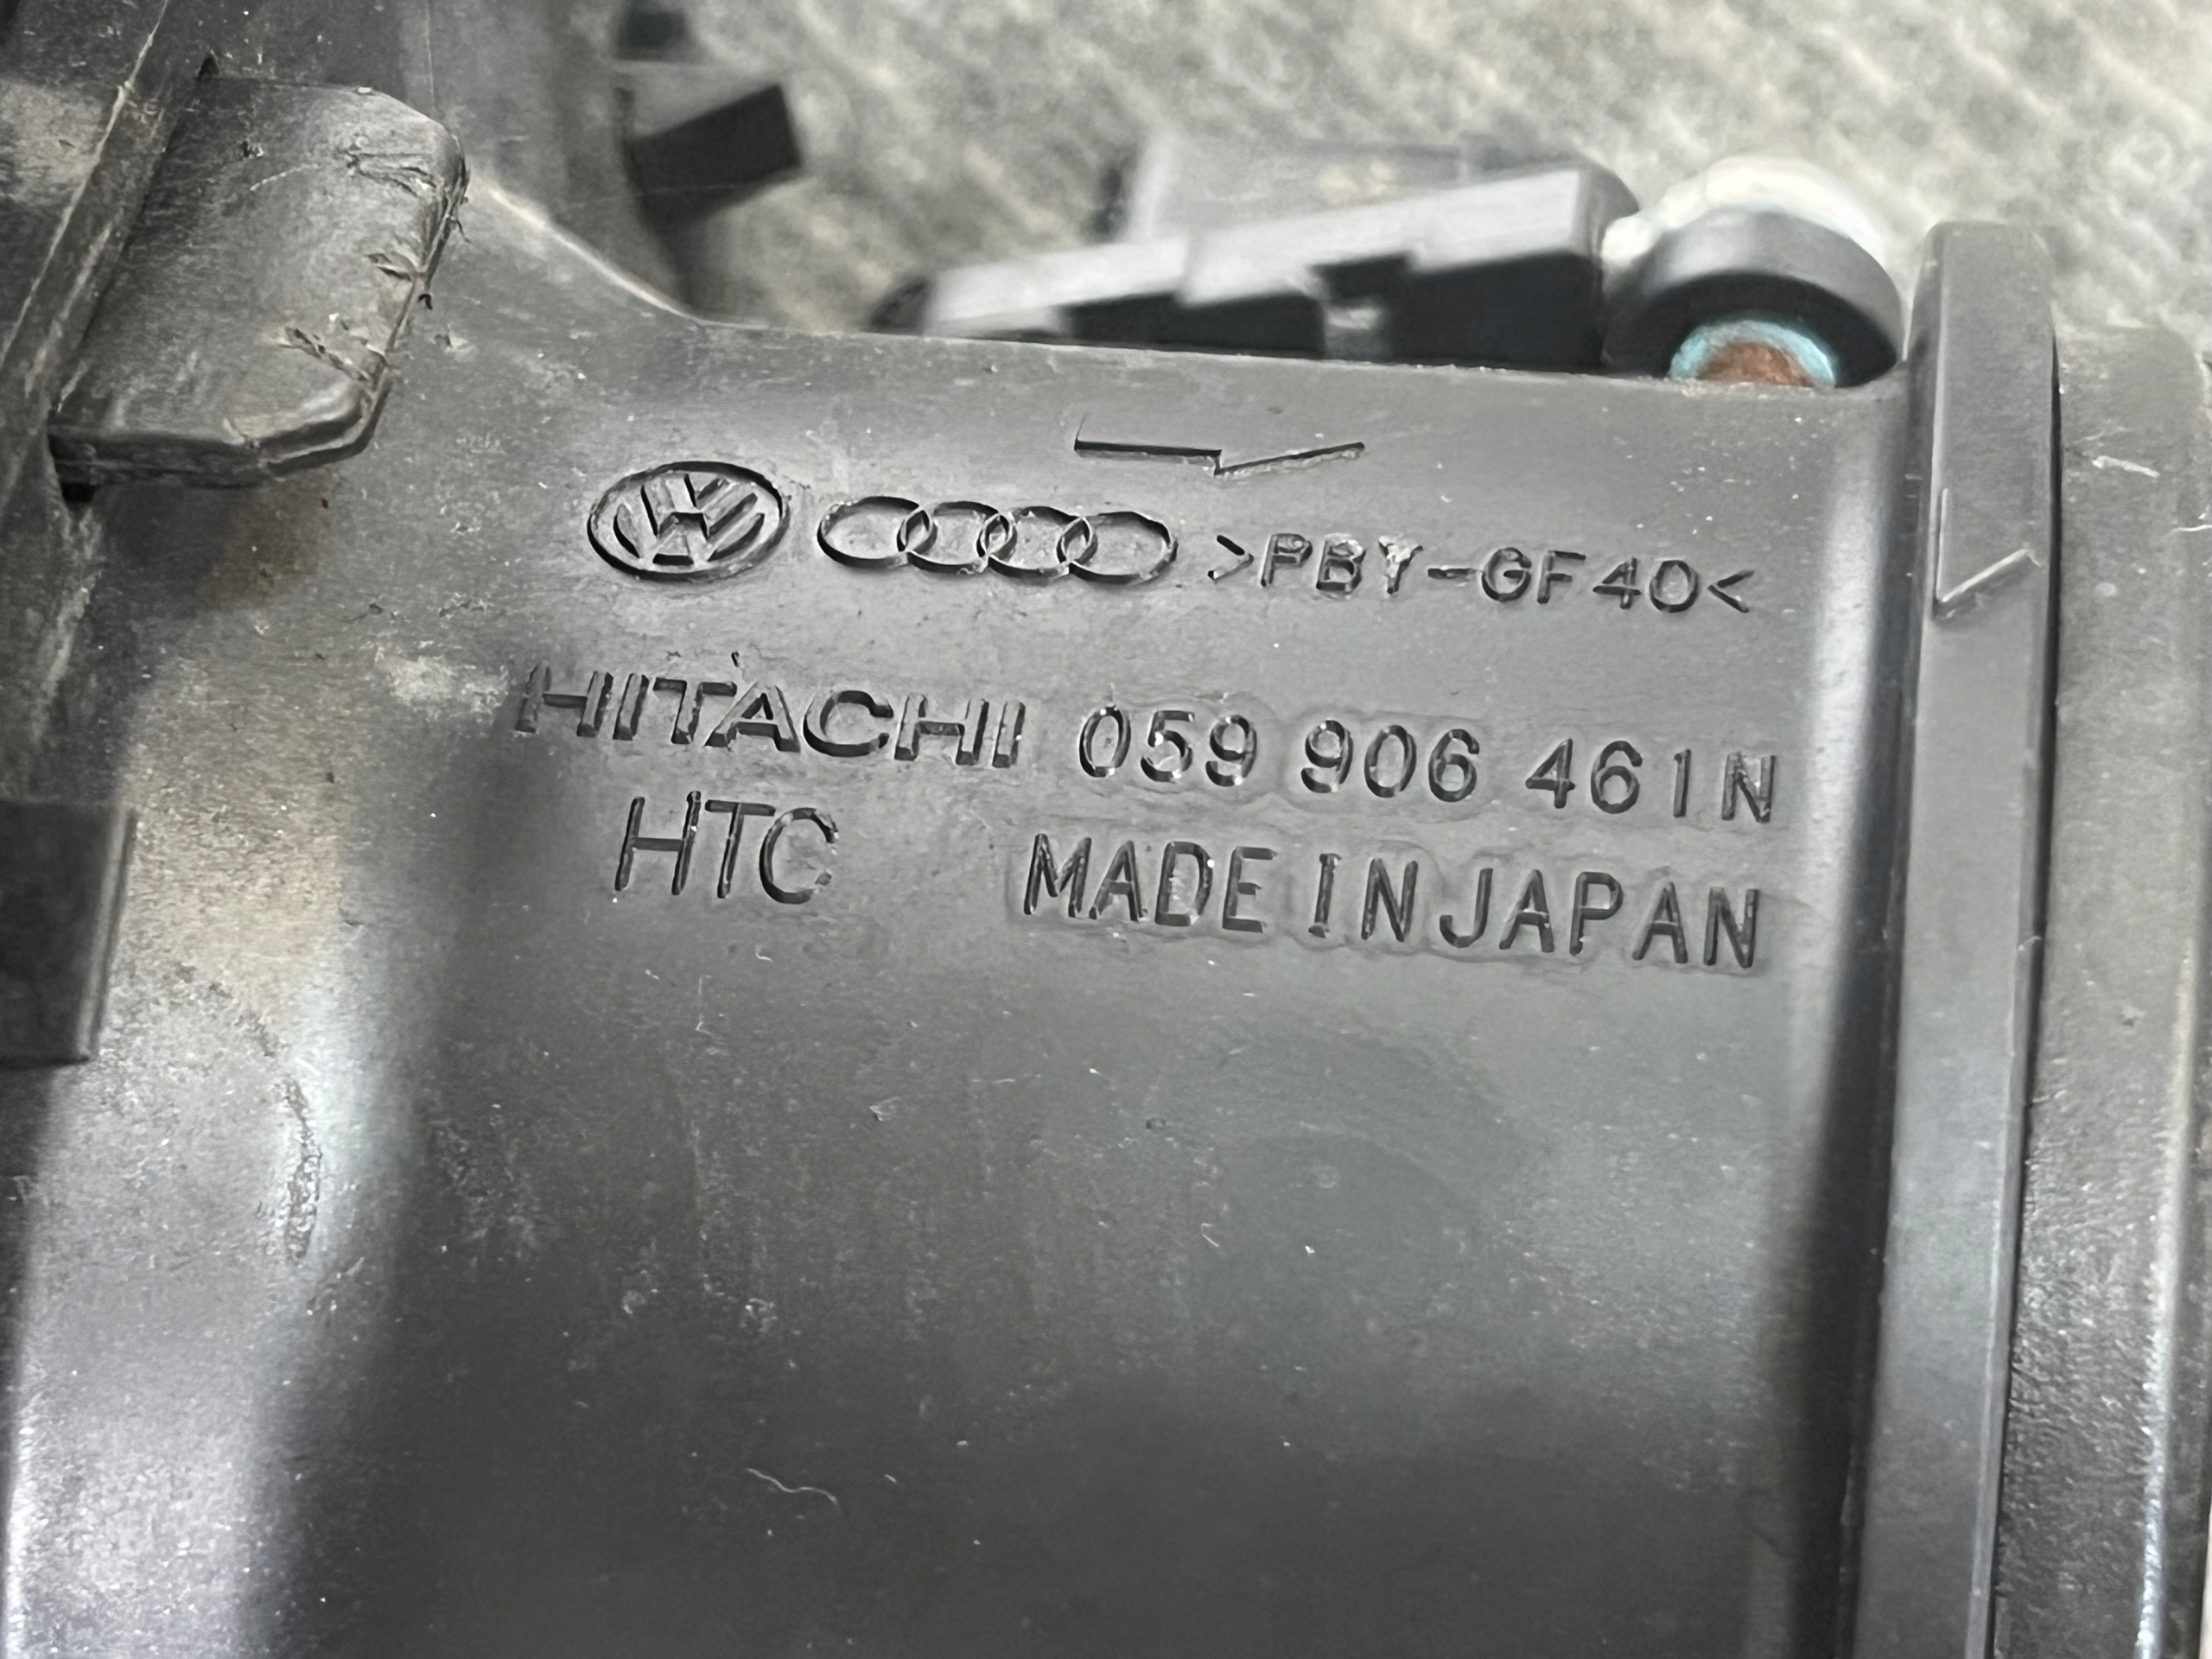 >PBT-GF40<
HITACHI 059 906 461N
HTC MADE IN JAPAN